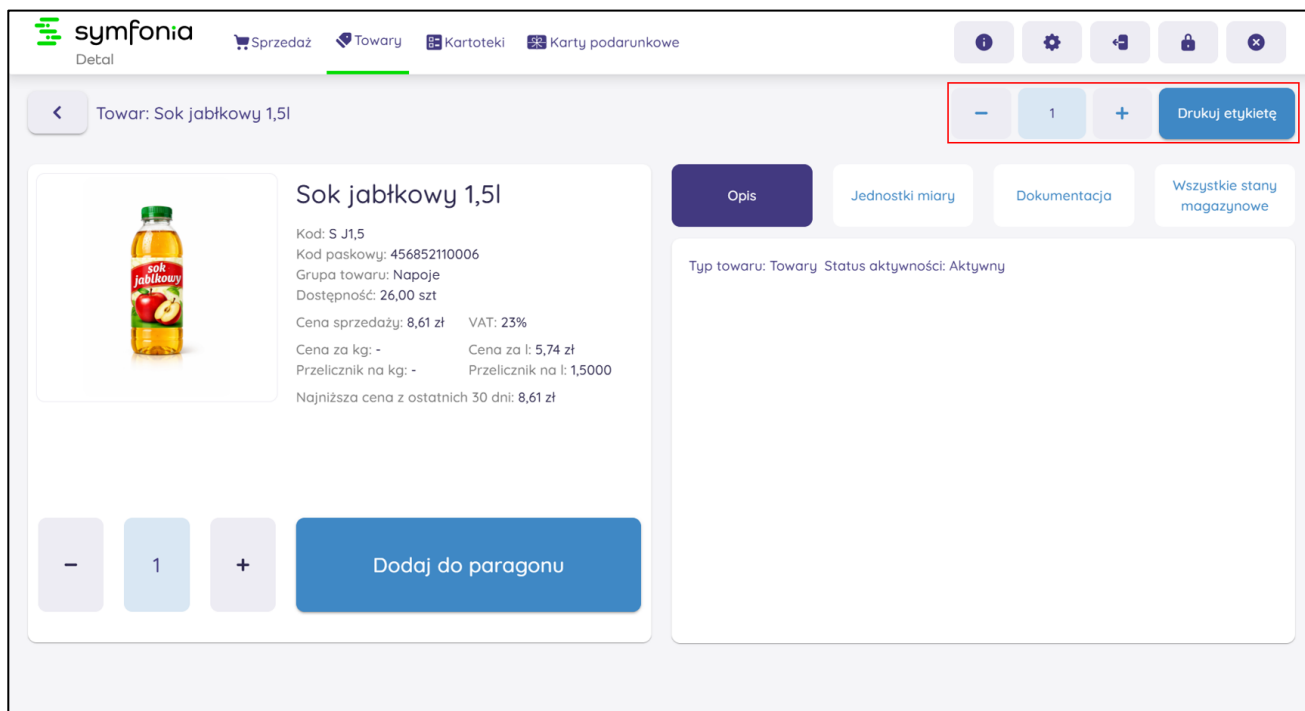 symfonia
Detal
Sprzedaż
Towary
Kartoteki
Karty podarunkowe
Towar: Sok jabłkowy 1,5l
− 1 + Drukuj etykietę
sok
jabłkowy
Sok jabłkowy 1,5l
Kod: S J1,5
Kod paskowy: 456852110006
Grupa towaru: Napoje
Dostępność: 26,00 szt
Cena sprzedaży: 8,61 zł VAT: 23%
Cena za kg: - Cena za l: 5,74 zł
Przelicznik na kg: - Przelicznik na l: 1,5000
Najniższa cena z ostatnich 30 dni: 8,61 zł
− 1 + Dodaj do paragonu
Opis
Jednostki miary
Dokumentacja
Wszystkie stany
magazynowe
Typ towaru: Towary Status aktywności: Aktywny